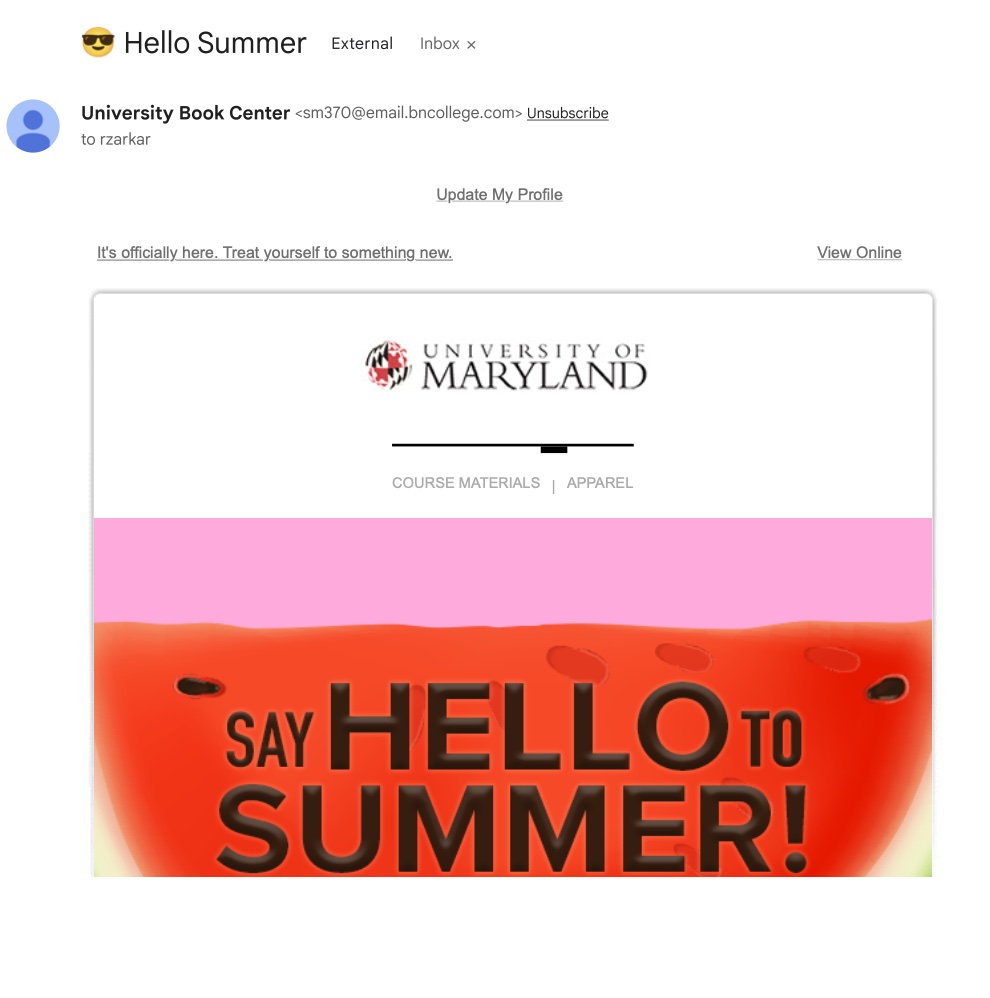 😎 Hello Summer External Inbox ×
University Book Center <sm370@email.bncollege.com> Unsubscribe
to rzarkar
Update My Profile
It's officially here. Treat yourself to something new. View Online
UNIVERSITY OF
MARYLAND
COURSE MATERIALS | APPAREL
SAY HELLO TO
SUMMER!